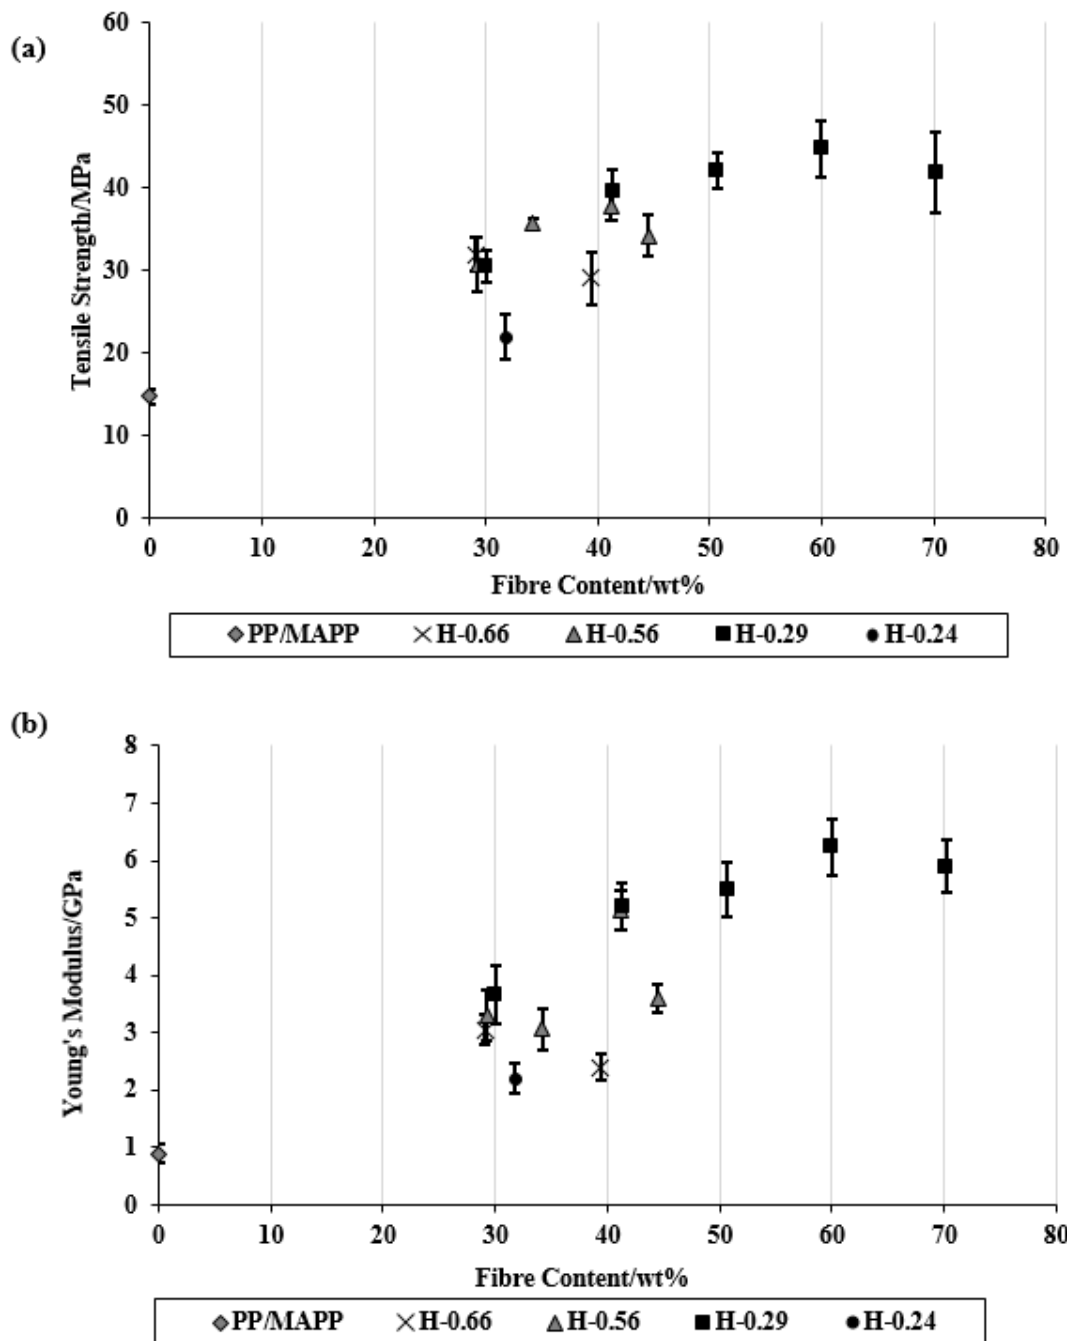 (a)
60
50
40
30
20
10
0
Tensile Strength/MPa
0 10 20 30 40 50 60 70 80
Fibre Content/wt%
PP/MAPP H-0.66 H-0.56 H-0.29 H-0.24
(b)
8
7
6
5
4
3
2
1
0
Young's Modulus/GPa
0 10 20 30 40 50 60 70 80
Fibre Content/wt%
PP/MAPP H-0.66 H-0.56 H-0.29 H-0.24